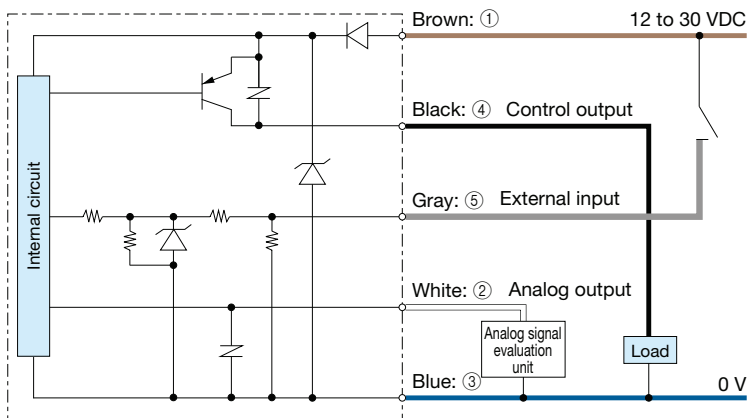 Brown: ① 12 to 30 VDC
Black: ④ Control output
Internal circuit
Gray: ⑤ External input
White: ② Analog output
Analog signal
evaluation
unit
Load
Blue: ③ 0 V